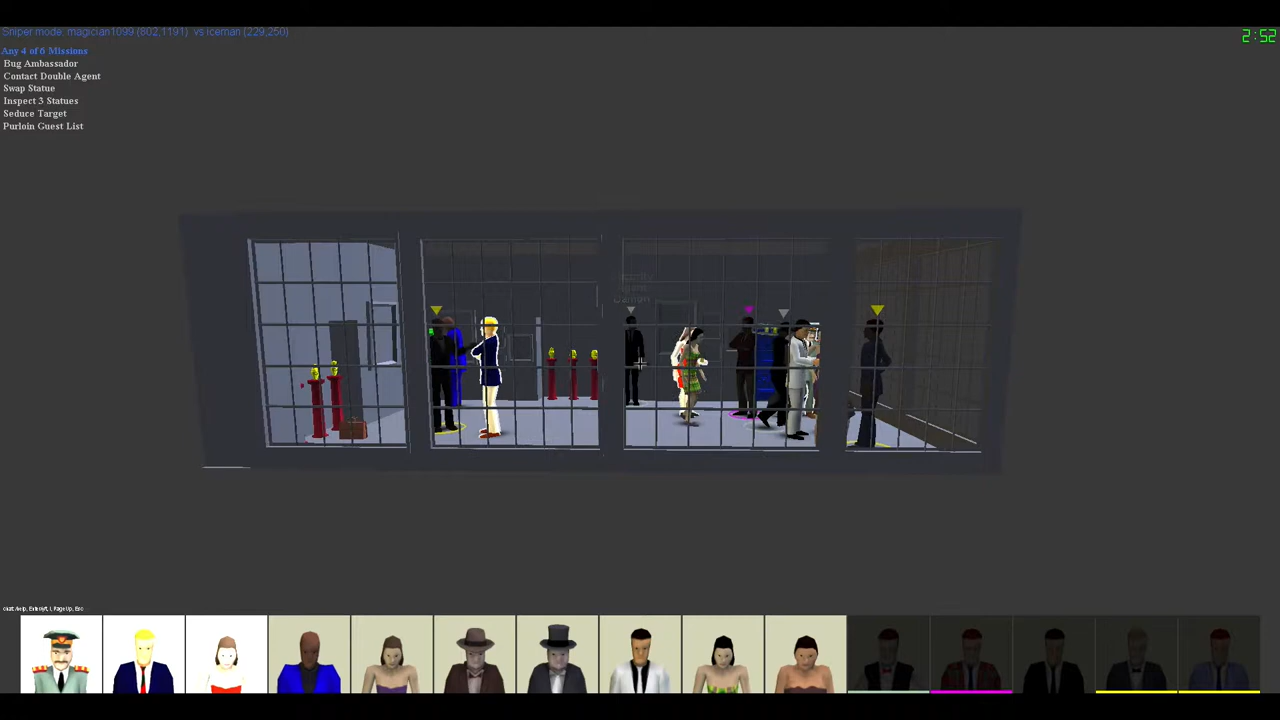 Sniper mode: magician1099 (802,1191)  vs iceman (229,250)
2:52
Any 4 of 6 Missions
Bug Ambassador
Contact Double Agent
Swap Statue
Inspect 3 Statues
Seduce Target
Purloin Guest List